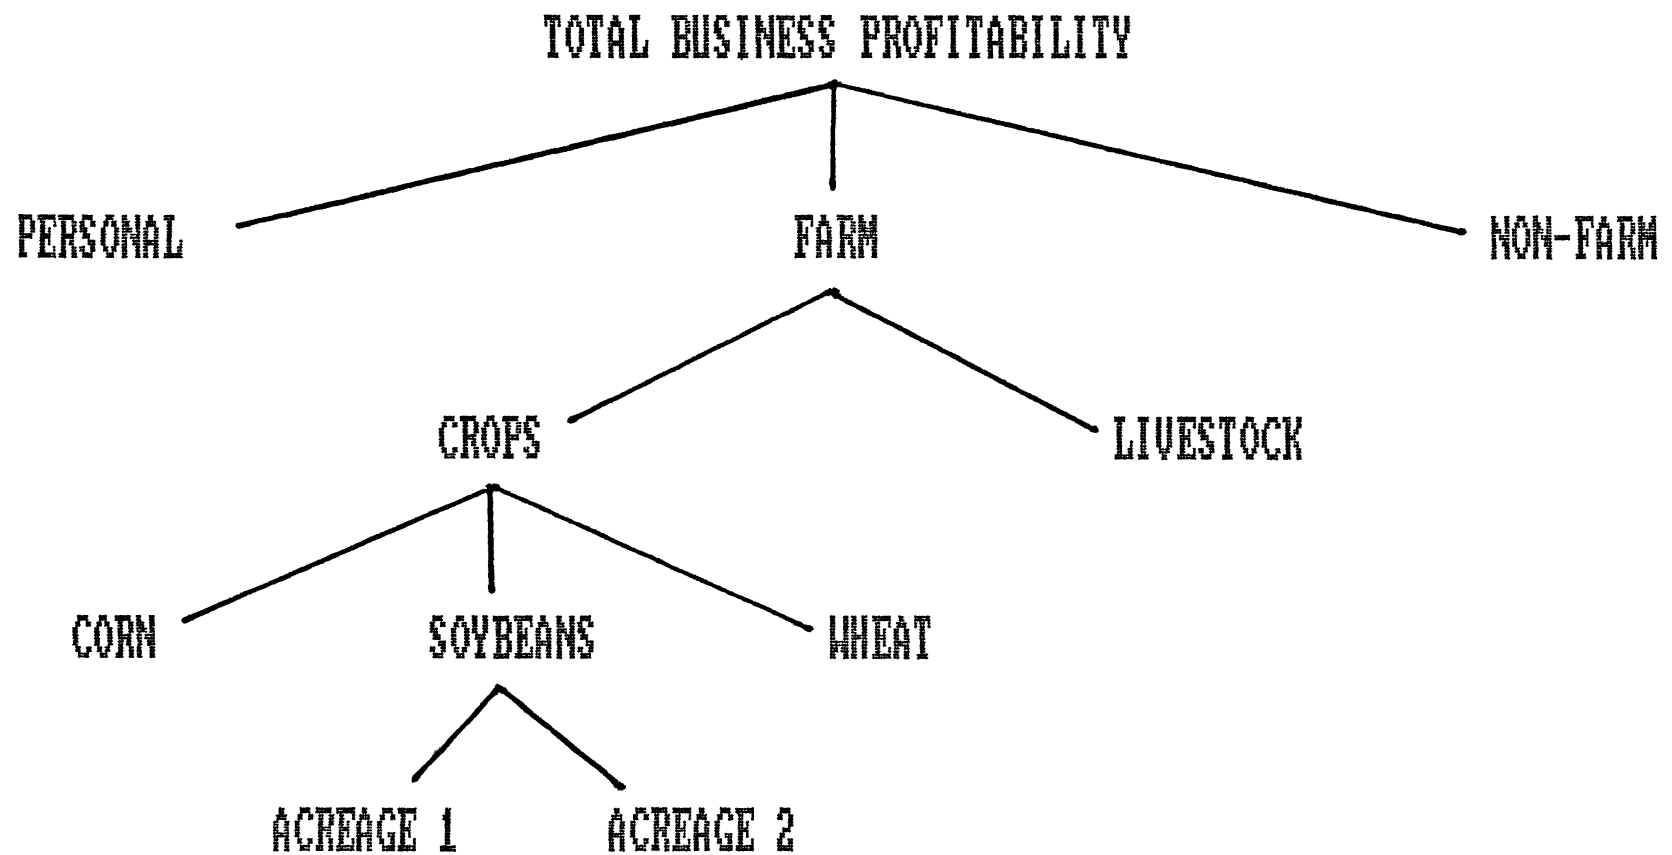 TOTAL BUSINESS PROFITABILITY
PERSONAL
FARM
NON-FARM
CROPS
LIVESTOCK
CORN
SOYBEANS
WHEAT
ACREAGE 1
ACREAGE 2